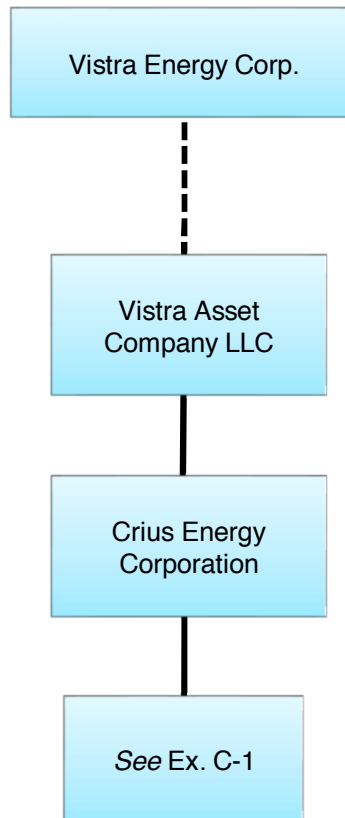 Vistra Energy Corp.
Vistra Asset
Company LLC
Crius Energy
Corporation
See Ex. C-1